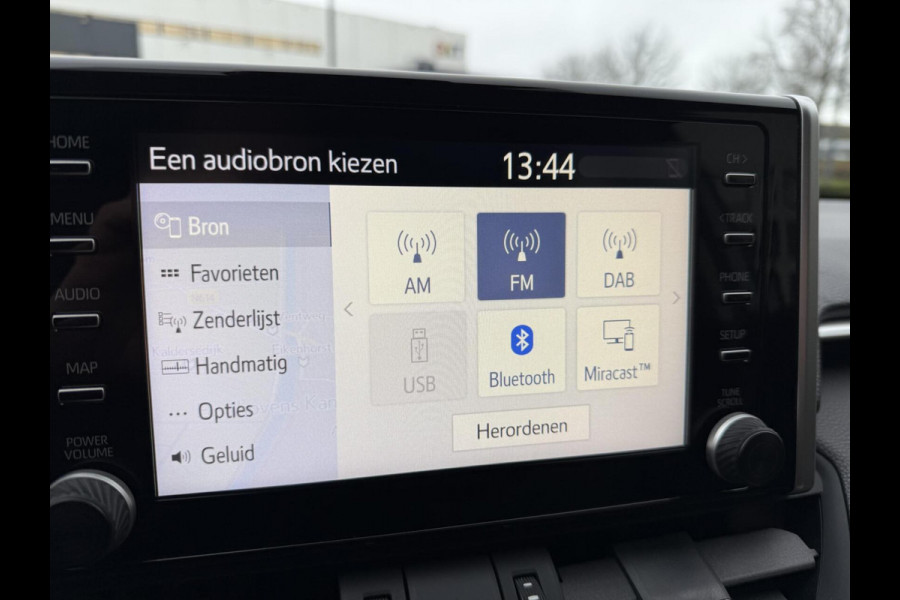 HOME
MENU
AUDIO
MAP
POWER
VOLUME
Een audiobron kiezen 13:44
Bron
Favorieten
Zenderlijst
Handmatig
Opties
Geluid
AM FM DAB
USB Bluetooth Miracast™
Herordenen
CH >
< TRACK
PHONE
SETUP
TUNE
SCROLL